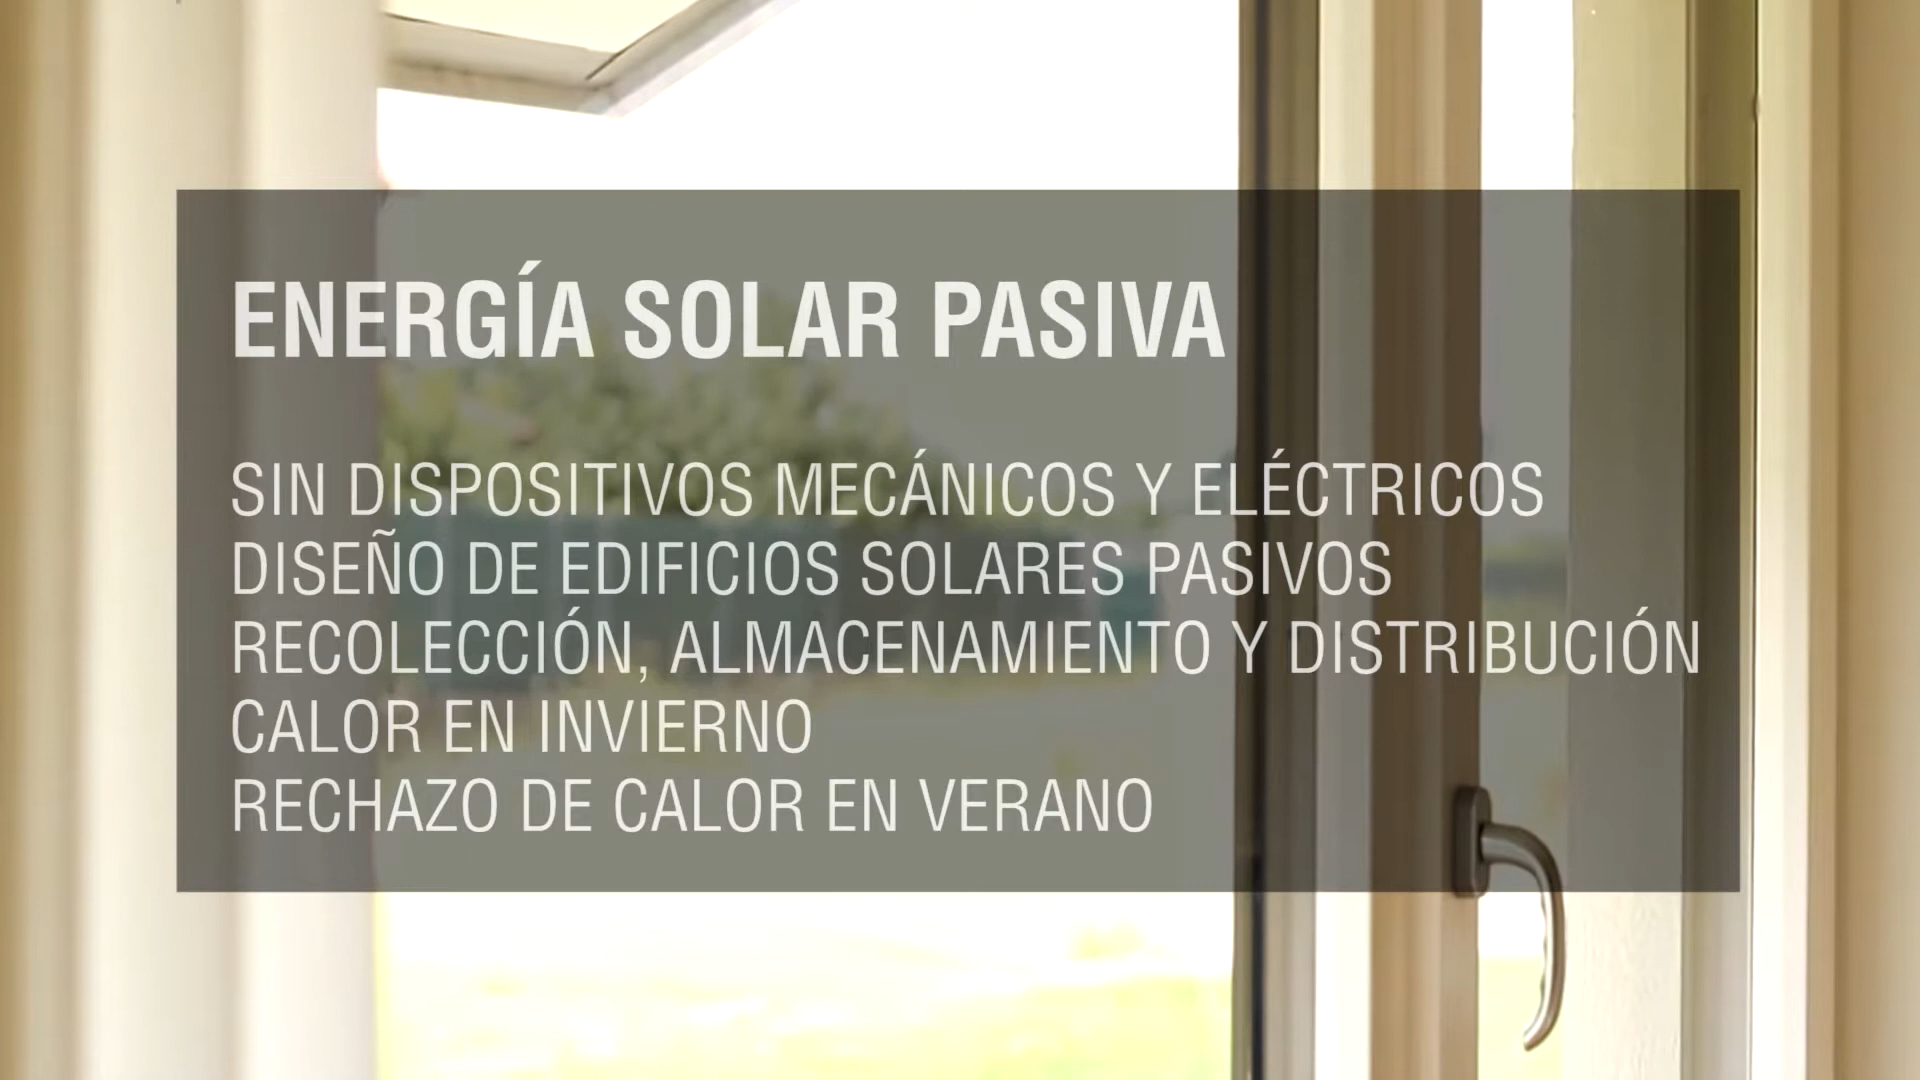 ENERGÍA SOLAR PASIVA
SIN DISPOSITIVOS MECÁNICOS Y ELÉCTRICOS
DISEÑO DE EDIFICIOS SOLARES PASIVOS
RECOLECCIÓN, ALMACENAMIENTO Y DISTRIBUCIÓN
CALOR EN INVIERNO
RECHAZO DE CALOR EN VERANO